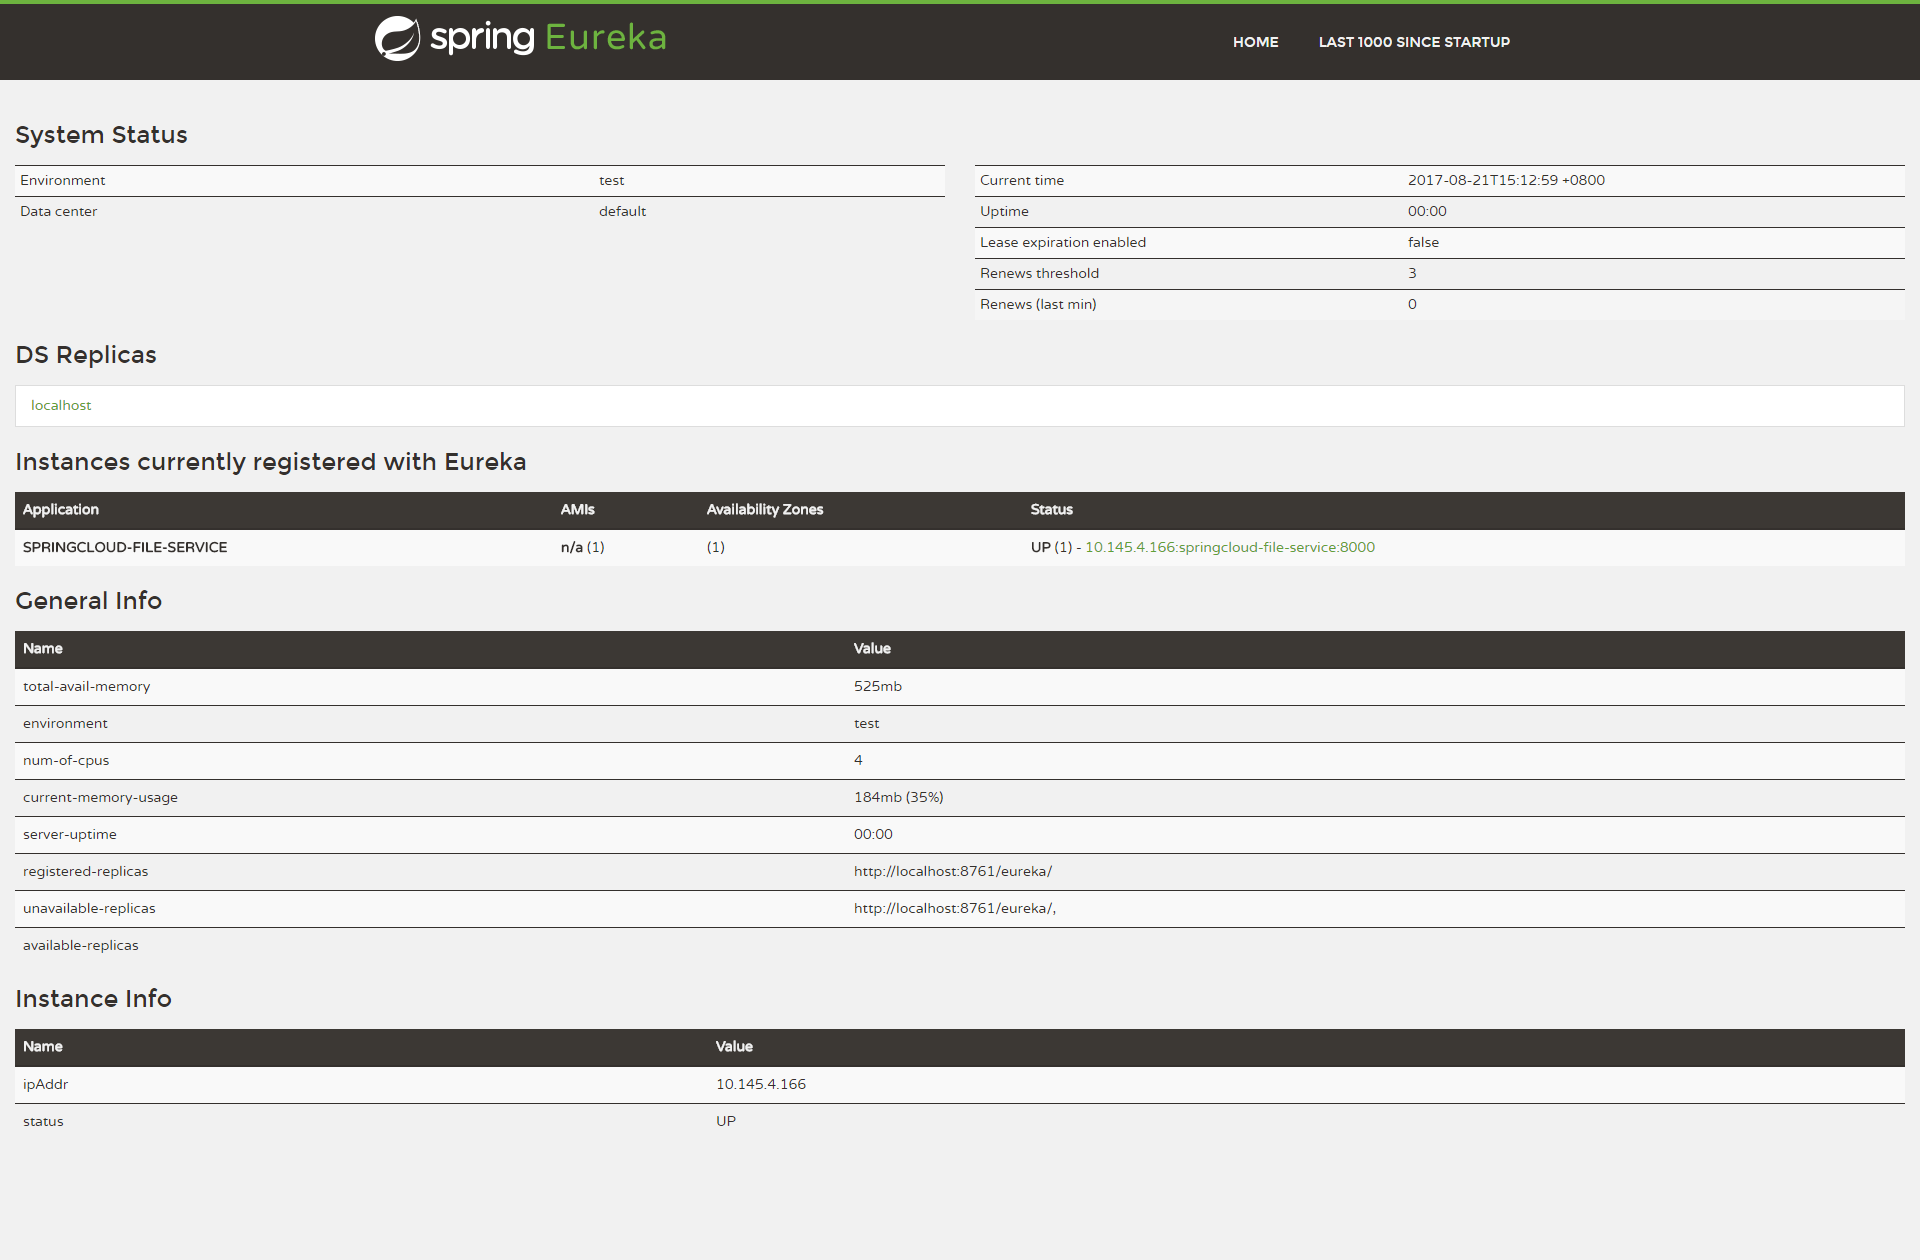 spring Eureka
HOME LAST 1000 SINCE STARTUP
System Status
Environment test
Data center default
Current time 2017-08-21T15:12:59 +0800
Uptime 00:00
Lease expiration enabled false
Renews threshold 3
Renews (last min) 0
DS Replicas
localhost
Instances currently registered with Eureka
Application AMIs Availability Zones Status
SPRINGCLOUD-FILE-SERVICE n/a (1) (1) UP (1) - 10.145.4.166:springcloud-file-service:8000
General Info
Name Value
total-avail-memory 525mb
environment test
num-of-cpus 4
current-memory-usage 184mb (35%)
server-uptime 00:00
registered-replicas http://localhost:8761/eureka/
unavailable-replicas http://localhost:8761/eureka/,
available-replicas
Instance Info
Name Value
ipAddr 10.145.4.166
status UP